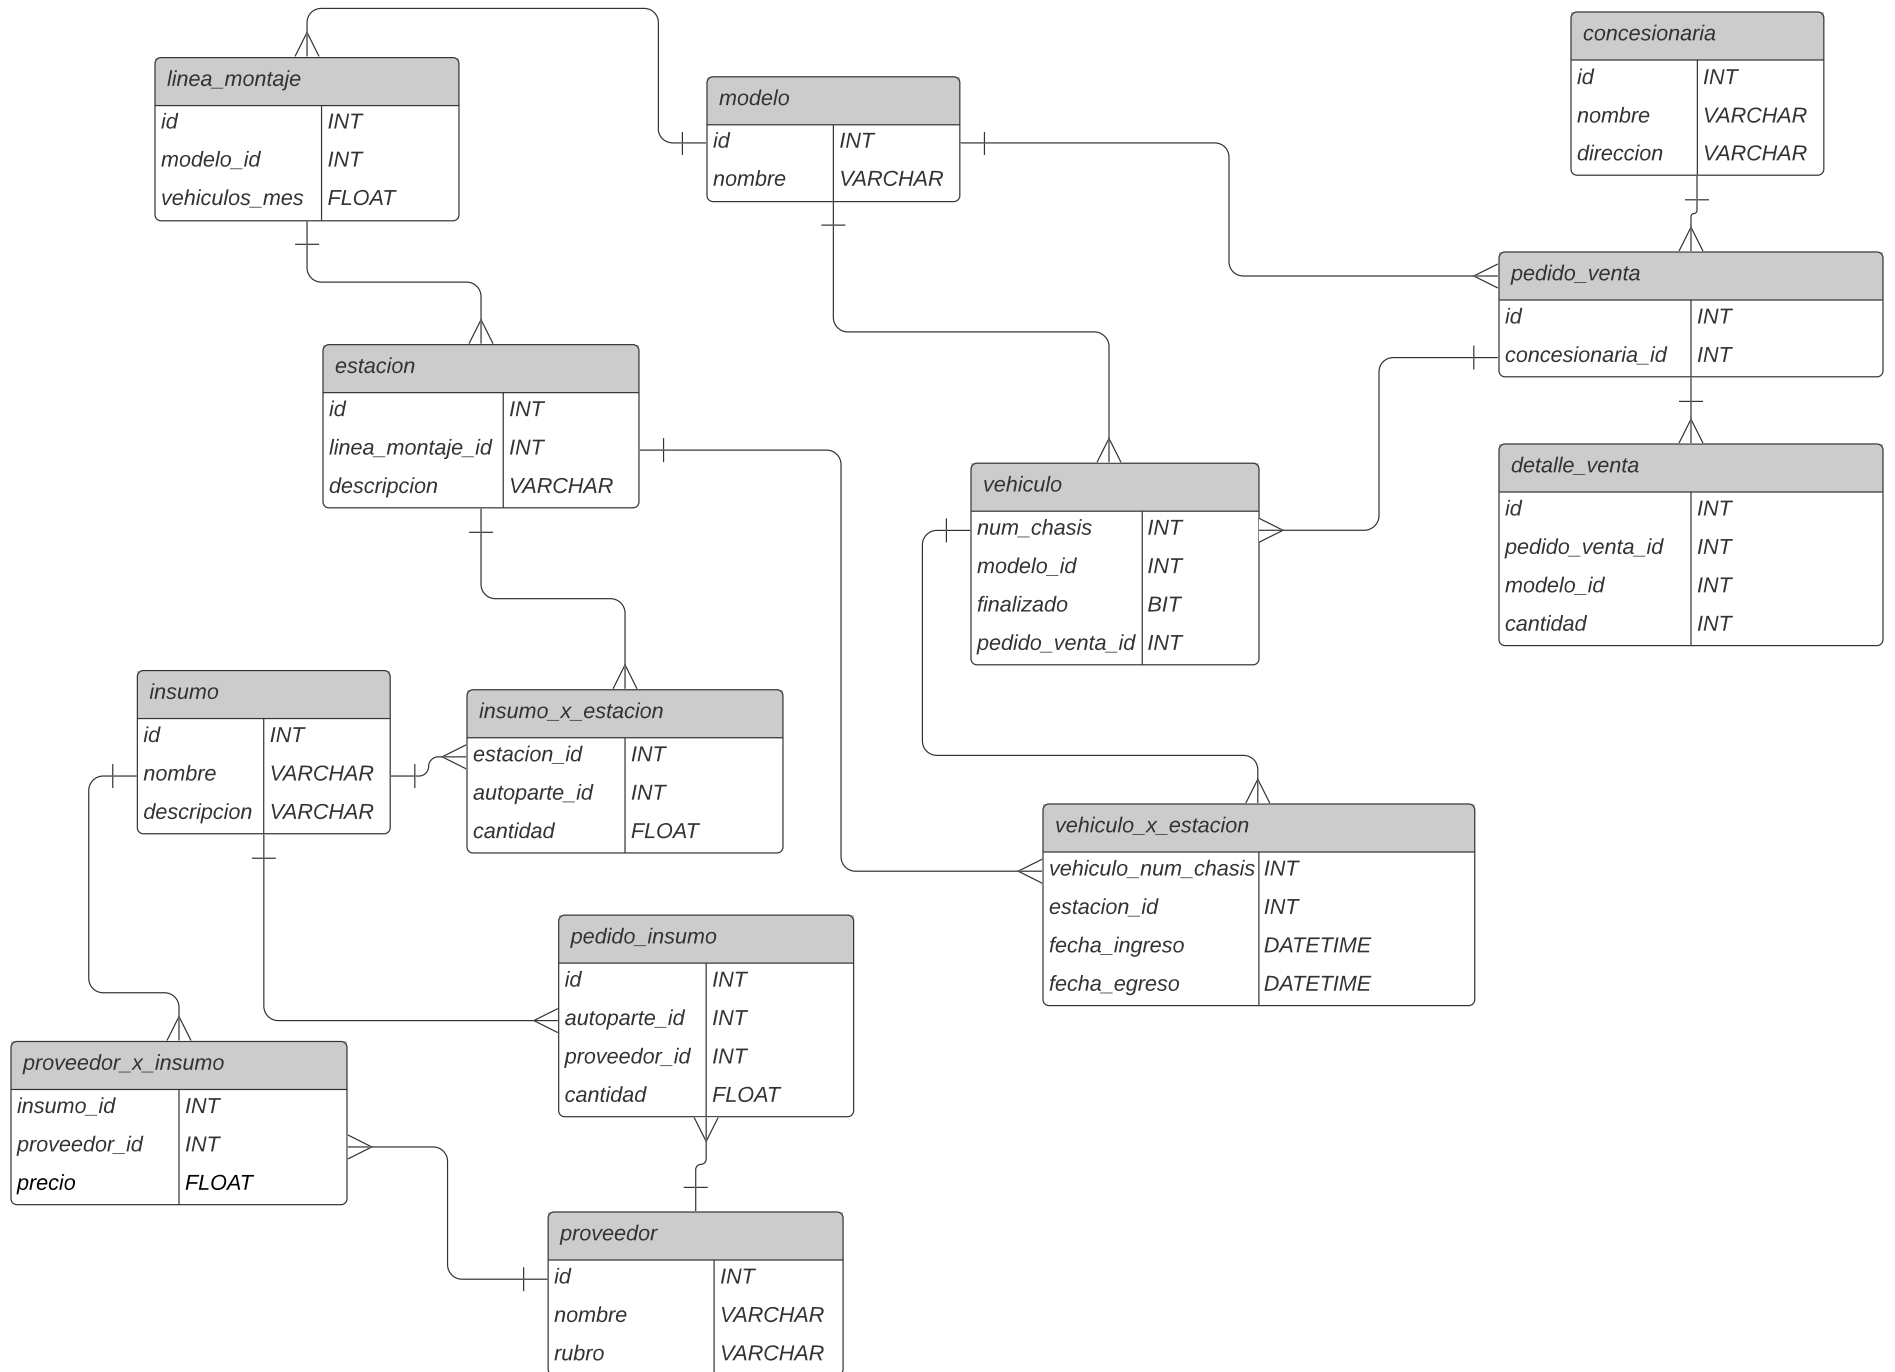 concesionaria
id INT
nombre VARCHAR
direccion VARCHAR
linea_montaje
id INT
modelo_id INT
vehiculos_mes FLOAT
modelo
id INT
nombre VARCHAR
pedido_venta
id INT
concesionaria_id INT
estacion
id INT
linea_montaje_id INT
descripcion VARCHAR
detalle_venta
id INT
pedido_venta_id INT
modelo_id INT
cantidad INT
vehiculo
num_chasis INT
modelo_id INT
finalizado BIT
pedido_venta_id INT
insumo
id INT
nombre VARCHAR
descripcion VARCHAR
insumo_x_estacion
estacion_id INT
autoparte_id INT
cantidad FLOAT
vehiculo_x_estacion
vehiculo_num_chasis INT
estacion_id INT
fecha_ingreso DATETIME
fecha_egreso DATETIME
pedido_insumo
id INT
autoparte_id INT
proveedor_id INT
cantidad FLOAT
proveedor_x_insumo
insumo_id INT
proveedor_id INT
precio FLOAT
proveedor
id INT
nombre VARCHAR
rubro VARCHAR